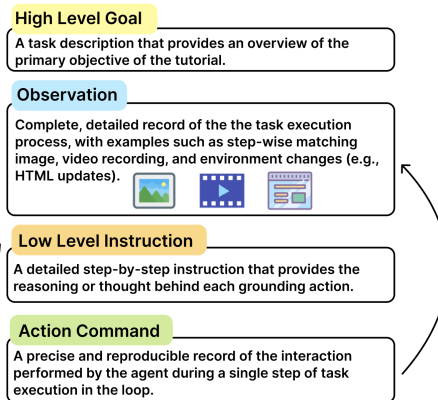 High Level Goal
A task description that provides an overview of the
primary objective of the tutorial.
Observation
Complete, detailed record of the the task execution
process, with examples such as step-wise matching
image, video recording, and environment changes (e.g.,
HTML updates).
Low Level Instruction
A detailed step-by-step instruction that provides the
reasoning or thought behind each grounding action.
Action Command
A precise and reproducible record of the interaction
performed by the agent during a single step of task
execution in the loop.